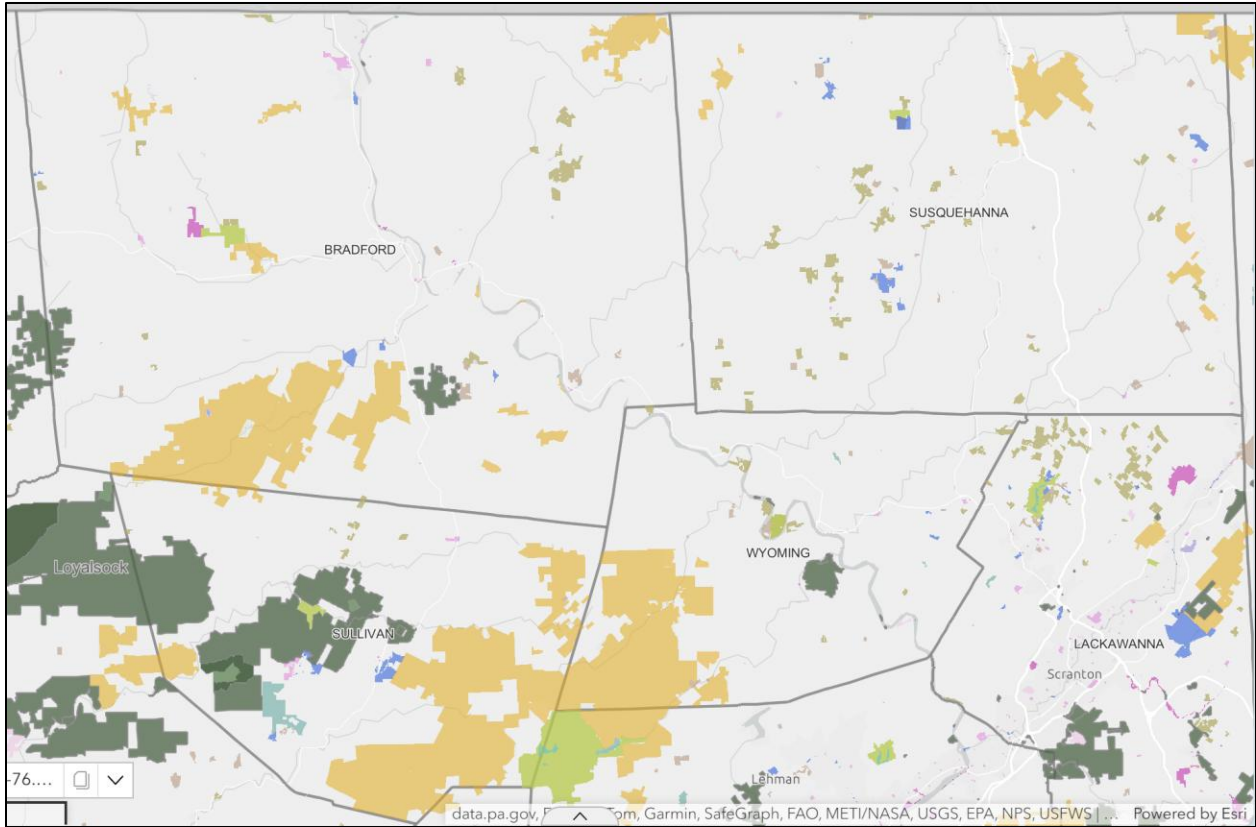 BRADFORD
SUSQUEHANNA
WYOMING
Loyalsock
SULLIVAN
LACKAWANNA
Scranton
Lehman
-76....
data.pa.gov, om, Garmin, SafeGraph, FAO, METI/NASA, USGS, EPA, NPS, USFWS | ... Powered by Esri